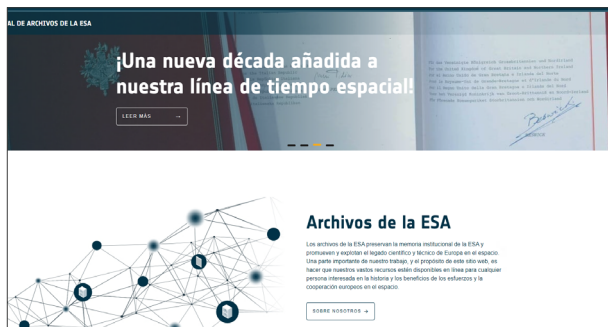 AL DE ARCHIVOS DE LA ESA
¡Una nueva década añadida a
nuestra línea de tiempo espacial!
LEER MÁS →
Archivos de la ESA
Los archivos de la ESA preservan la memoria institucional de la ESA y
promueven y explotan el legado científico y técnico de Europa en el espacio.
Una parte importante de nuestro trabajo, y el propósito de este sitio web, es
hacer que nuestros vastos recursos estén disponibles en línea para cualquier
persona interesada en la historia y los beneficios de los esfuerzos y la
cooperación europeos en el espacio.
SOBRE NOSOTROS →